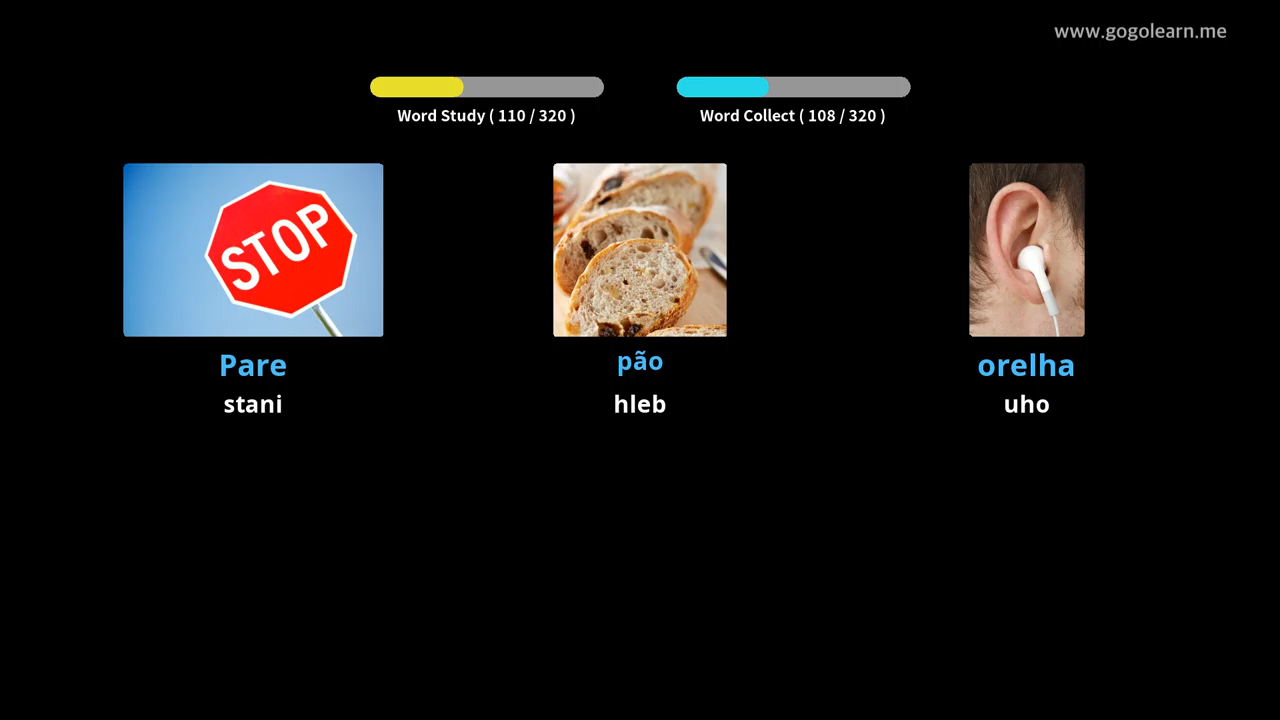 www.gogolearn.me
Word Study ( 110 / 320 )
Word Collect ( 108 / 320 )
STOP
Pare
stani
pão
hleb
orelha
uho